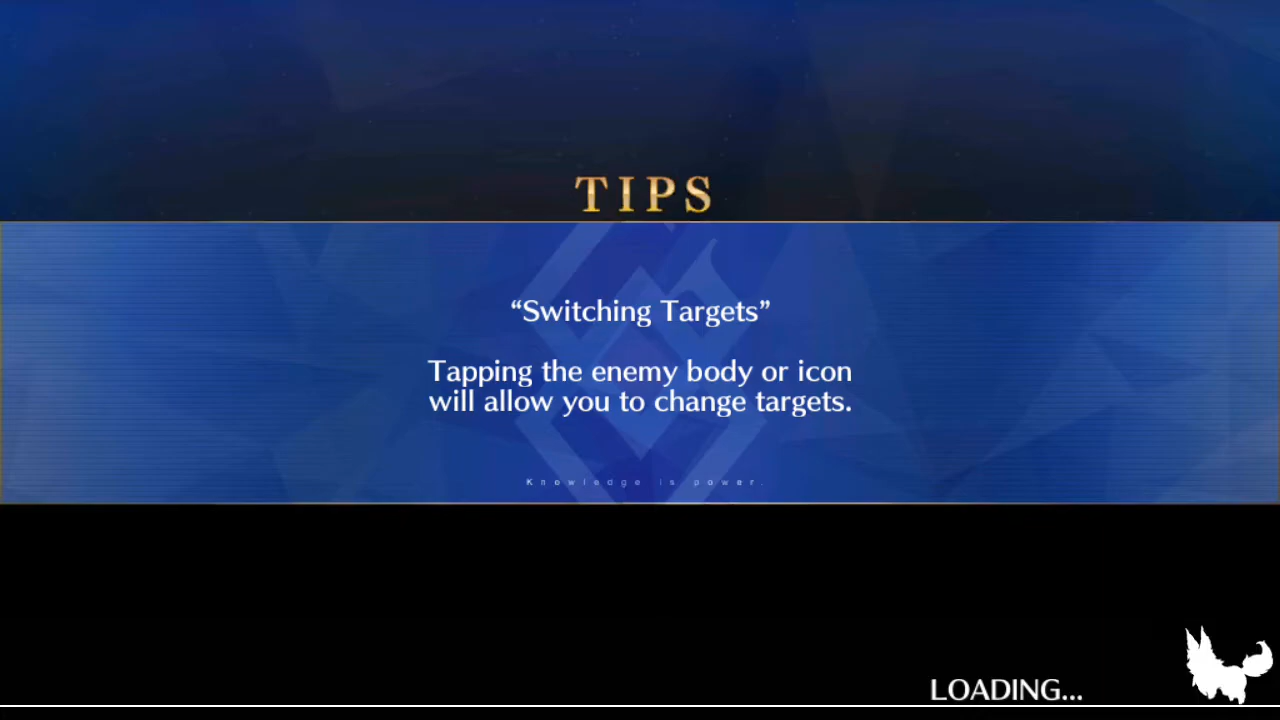 TIPS
“Switching Targets”
Tapping the enemy body or icon
will allow you to change targets.
Knowledge is power.
LOADING...